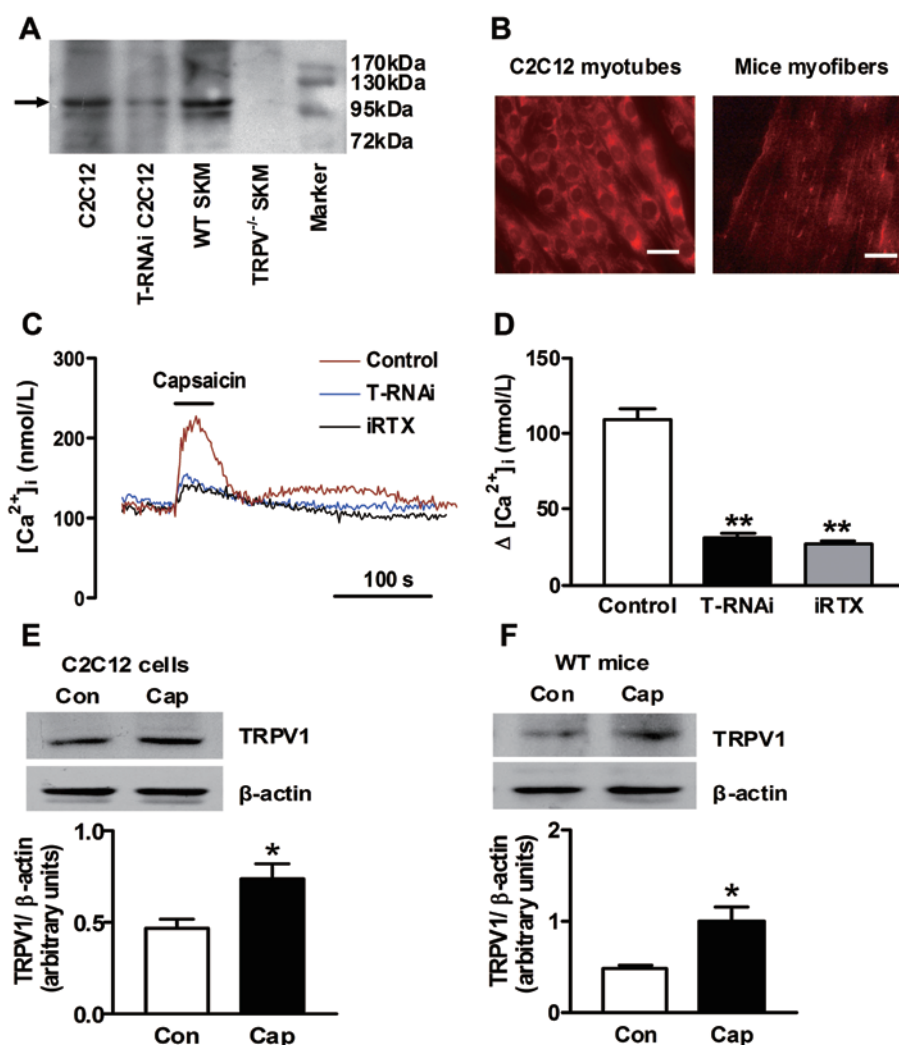 A
170kDa
130kDa
95kDa
72kDa
C2C12
T-RNAi C2C12
WT SKM
TRPV-/- SKM
Marker
B
C2C12 myotubes
Mice myofibers
C
[Ca2+]i (nmol/L)
300
200
100
0
Capsaicin
Control
T-RNAi
iRTX
100 s
D
Δ [Ca2+]i (nmol/L)
150
100
50
0
**
**
Control
T-RNAi
iRTX
E
C2C12 cells
Con Cap
TRPV1
β-actin
TRPV1/ β-actin
(arbitrary units)
1.0
0.5
0.0
*
Con
Cap
F
WT mice
Con Cap
TRPV1
β-actin
TRPV1/ β-actin
(arbitrary units)
2
1
0
*
Con
Cap